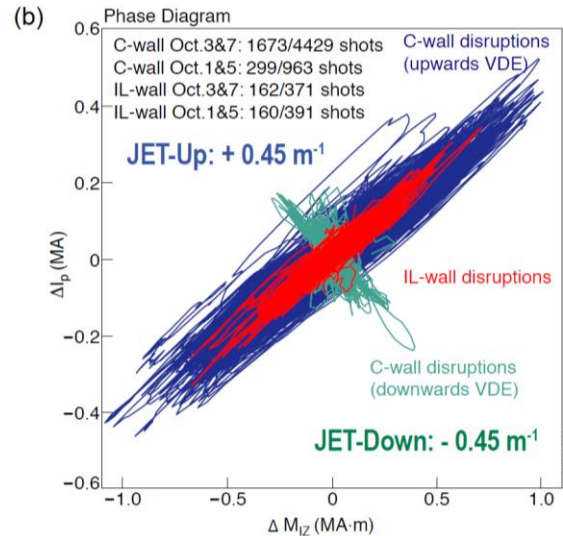 (b)
Phase Diagram
C-wall Oct.3&7: 1673/4429 shots
C-wall Oct.1&5: 299/963 shots
IL-wall Oct.3&7: 162/371 shots
IL-wall Oct.1&5: 160/391 shots
C-wall disruptions
(upwards VDE)
JET-Up: + 0.45 m⁻¹
IL-wall disruptions
C-wall disruptions
(downwards VDE)
JET-Down: - 0.45 m⁻¹
ΔIₚ (MA)
0.6
0.4
0.2
0
−0.2
−0.4
−0.6
−1.0 −0.5 0 0.5 1.0
Δ M_IZ (MA·m)